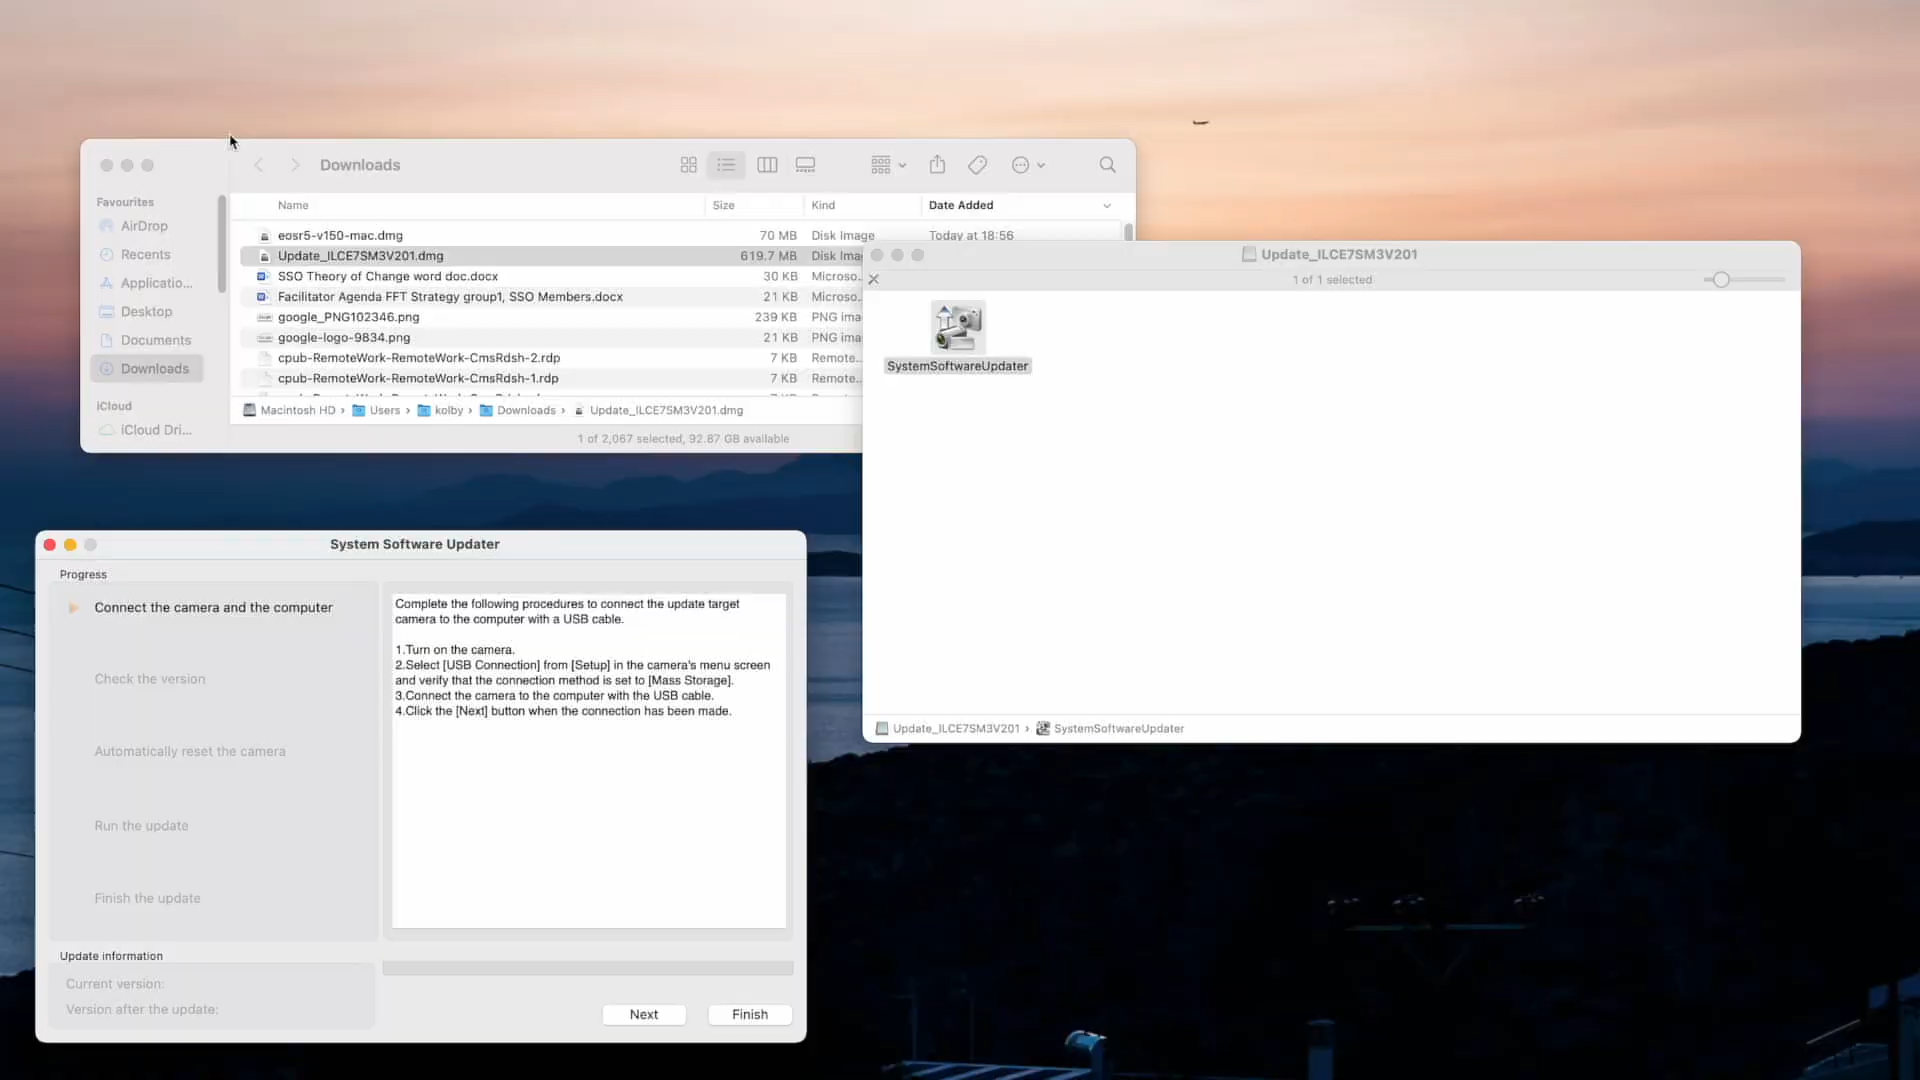 Downloads
Favourites
AirDrop
Recents
Applicatio...
Desktop
Documents
Downloads
iCloud
iCloud Dri...
Name Size Kind Date Added
eosr5-v150-mac.dmg 70 MB Disk Image Today at 18:56
Update_ILCE7SM3V201.dmg 619.7 MB Disk Ima
SSO Theory of Change word doc.docx 30 KB Microso...
Facilitator Agenda FFT Strategy group1, SSO Members.docx 21 KB Microso...
google_PNG102346.png 239 KB PNG ima
google-logo-9834.png 21 KB PNG ima
cpub-RemoteWork-RemoteWork-CmsRdsh-2.rdp 7 KB Remote...
cpub-RemoteWork-RemoteWork-CmsRdsh-1.rdp 7 KB Remote...
Macintosh HD › Users › kolby › Downloads › Update_ILCE7SM3V201.dmg
1 of 2,067 selected, 92.87 GB available
Update_ILCE7SM3V201
1 of 1 selected
SystemSoftwareUpdater
Update_ILCE7SM3V201 › SystemSoftwareUpdater
System Software Updater
Progress
Connect the camera and the computer
Check the version
Automatically reset the camera
Run the update
Finish the update
Complete the following procedures to connect the update target
camera to the computer with a USB cable.
1.Turn on the camera.
2.Select [USB Connection] from [Setup] in the camera's menu screen
and verify that the connection method is set to [Mass Storage].
3.Connect the camera to the computer with the USB cable.
4.Click the [Next] button when the connection has been made.
Update information
Current version:
Version after the update:
Next Finish